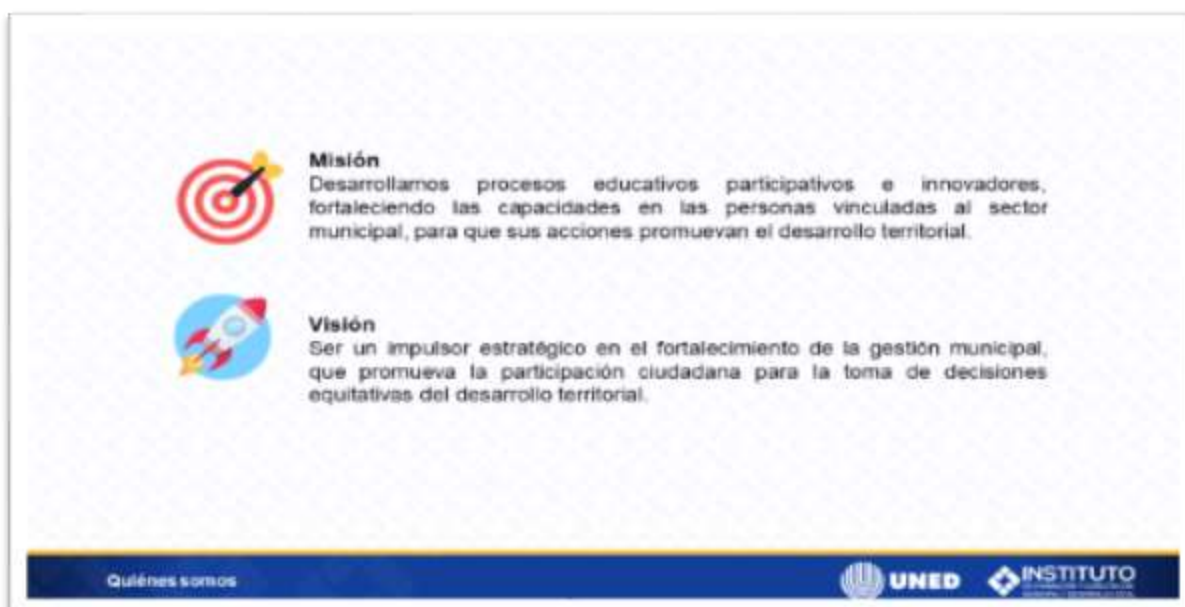 Misión
Desarrollamos procesos educativos participativos e innovadores,
fortaleciendo las capacidades en las personas vinculadas al sector
municipal, para que sus acciones promuevan el desarrollo territorial.
Visión
Ser un impulsor estratégico en el fortalecimiento de la gestión municipal,
que promueva la participación ciudadana para la toma de decisiones
equitativas del desarrollo territorial.
Quiénes somos
UNED
INSTITUTO